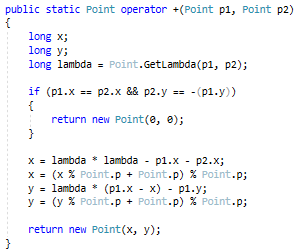 public static Point operator +(Point p1, Point p2)
{
long x;
long y;
long lambda = Point.GetLambda(p1, p2);
if (p1.x == p2.x && p2.y == -(p1.y))
{
return new Point(0, 0);
}
x = lambda * lambda - p1.x - p2.x;
x = (x % Point.p + Point.p) % Point.p;
y = lambda * (p1.x - x) - p1.y;
y = (y % Point.p + Point.p) % Point.p;
return new Point(x, y);
}